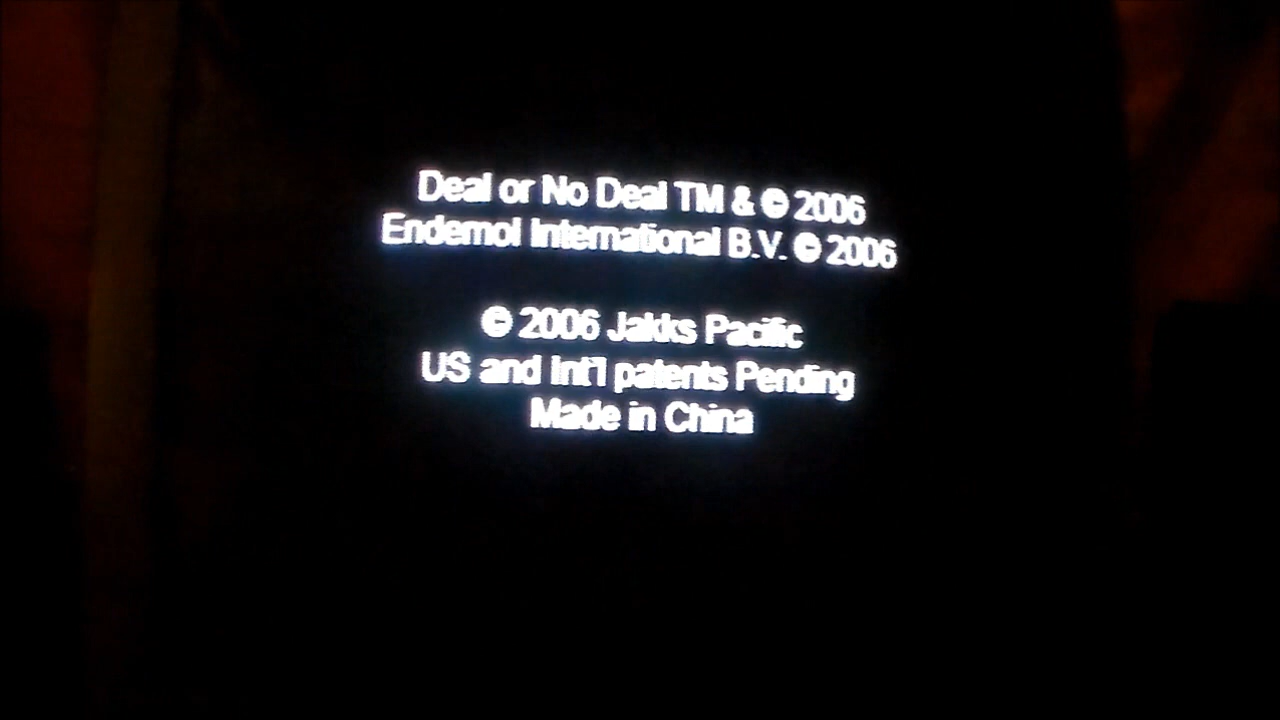 Deal or No Deal TM & © 2006
Endemol International B.V. © 2006
© 2006 Jakks Pacific
US and Int'l patents Pending
Made in China